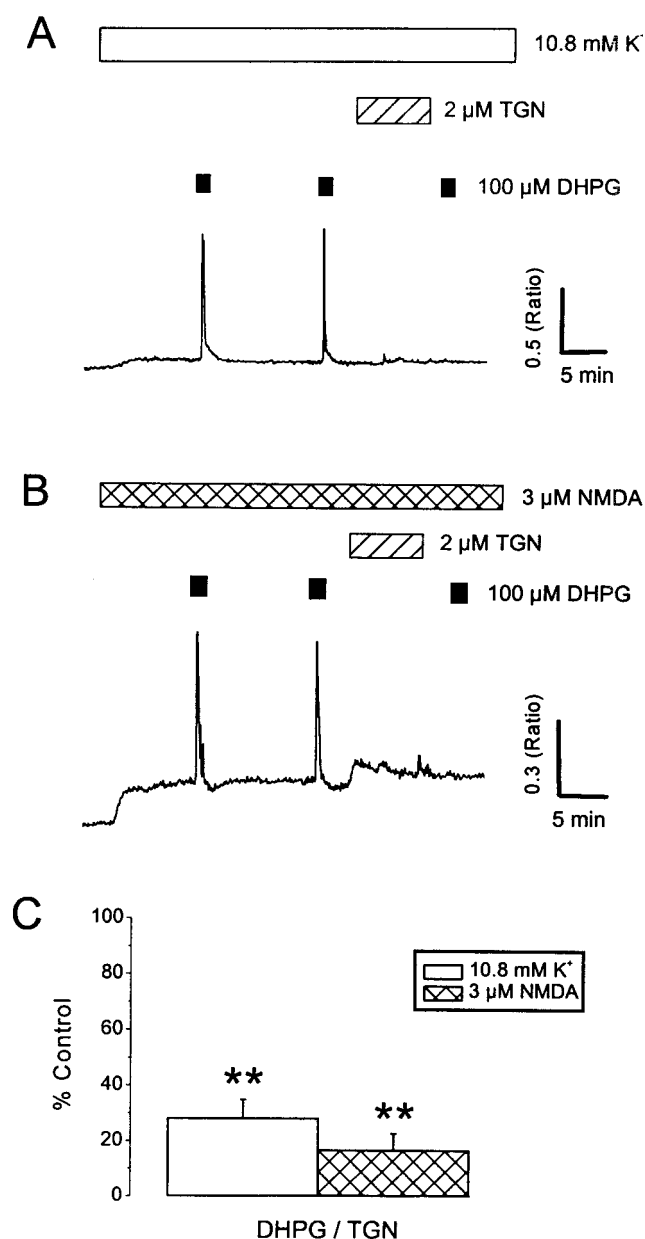 A
10.8 mM K
2 µM TGN
100 µM DHPG
0.5 (Ratio)
5 min
B
3 µM NMDA
2 µM TGN
100 µM DHPG
0.3 (Ratio)
5 min
C
100
80
60
40
20
0
% Control
10.8 mM K⁺
3 µM NMDA
**
**
DHPG / TGN